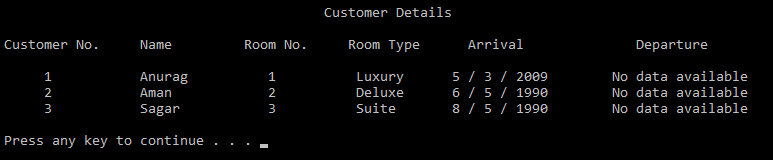 Customer Details
Customer No. Name Room No. Room Type Arrival Departure
1 Anurag 1 Luxury 5 / 3 / 2009 No data available
2 Aman 2 Deluxe 6 / 5 / 1990 No data available
3 Sagar 3 Suite 8 / 5 / 1990 No data available
Press any key to continue . . .